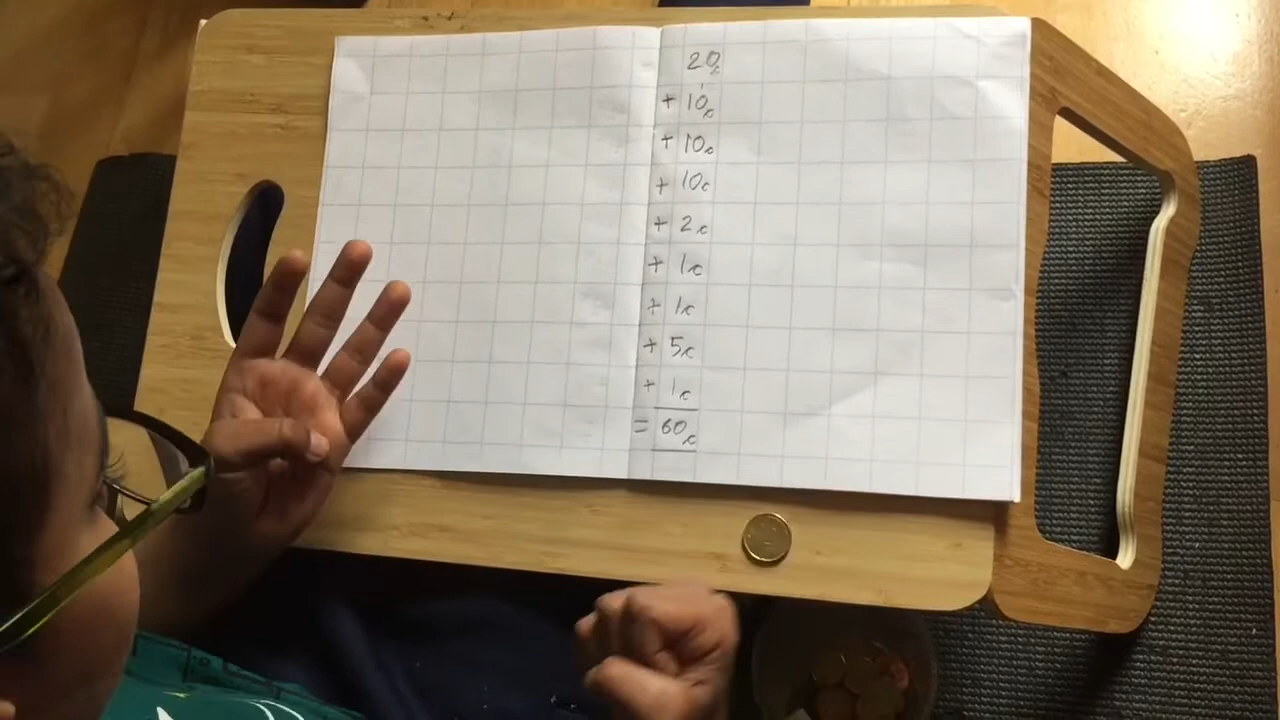 20c
+ 10c
+ 10c
+ 10c
+ 2c
+ 1c
+ 1c
+ 5c
+ 1c
= 60c